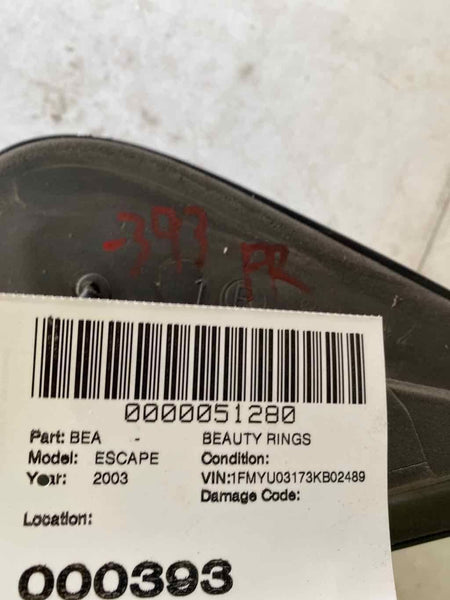 -393 PR
0000051280
Part: BEA - BEAUTY RINGS
Model: ESCAPE Condition:
Year: 2003 VIN:1FMYU03173KB02489
Damage Code:
Location:
000393